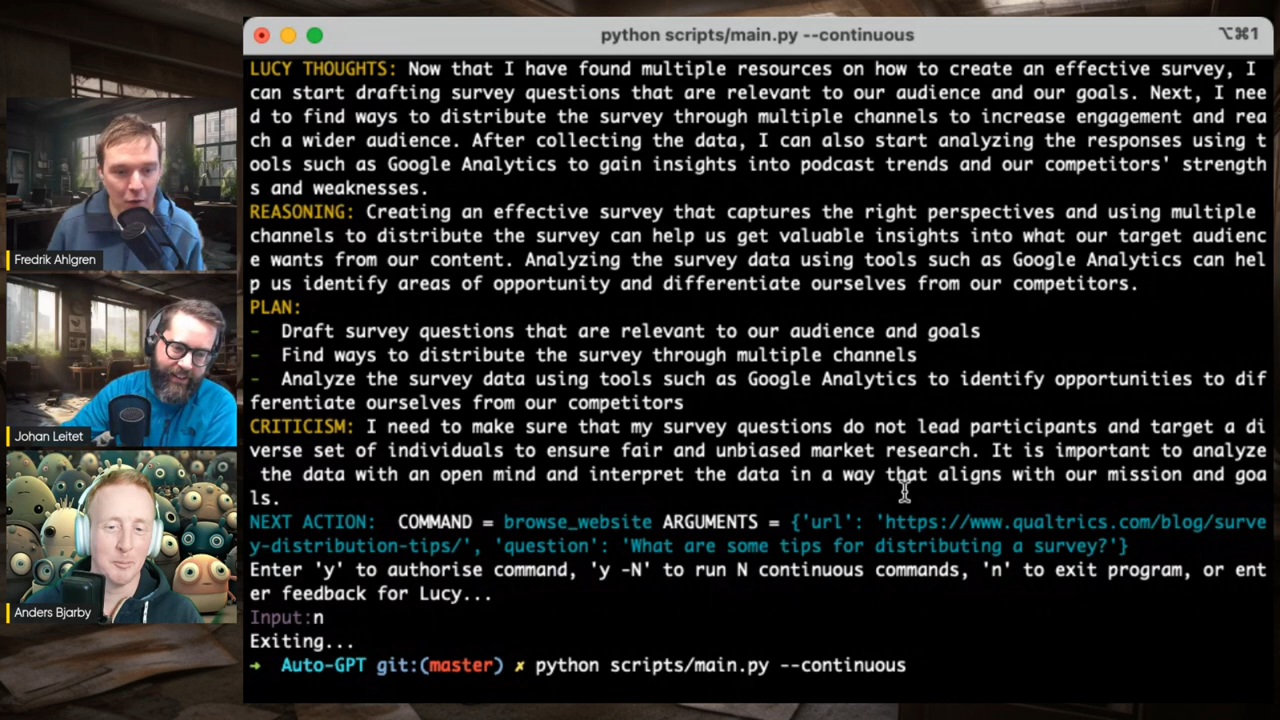 python scripts/main.py --continuous
⌥⌘1
LUCY THOUGHTS: Now that I have found multiple resources on how to create an effective survey, I
can start drafting survey questions that are relevant to our audience and our goals. Next, I nee
d to find ways to distribute the survey through multiple channels to increase engagement and rea
ch a wider audience. After collecting the data, I can also start analyzing the responses using t
ools such as Google Analytics to gain insights into podcast trends and our competitors' strength
s and weaknesses.
REASONING: Creating an effective survey that captures the right perspectives and using multiple
channels to distribute the survey can help us get valuable insights into what our target audienc
e wants from our content. Analyzing the survey data using tools such as Google Analytics can hel
p us identify areas of opportunity and differentiate ourselves from our competitors.
PLAN:
- Draft survey questions that are relevant to our audience and goals
- Find ways to distribute the survey through multiple channels
- Analyze the survey data using tools such as Google Analytics to identify opportunities to dif
ferentiate ourselves from our competitors
CRITICISM: I need to make sure that my survey questions do not lead participants and target a di
verse set of individuals to ensure fair and unbiased market research. It is important to analyze
the data with an open mind and interpret the data in a way that aligns with our mission and goa
ls.
NEXT ACTION: COMMAND = browse_website ARGUMENTS = {'url': 'https://www.qualtrics.com/blog/surve
y-distribution-tips/', 'question': 'What are some tips for distributing a survey?'}
Enter 'y' to authorise command, 'y -N' to run N continuous commands, 'n' to exit program, or ent
er feedback for Lucy...
Input:n
Exiting...
➜ Auto-GPT git:(master) ✗ python scripts/main.py --continuous
Fredrik Ahlgren
Johan Leitet
Anders Bjarby